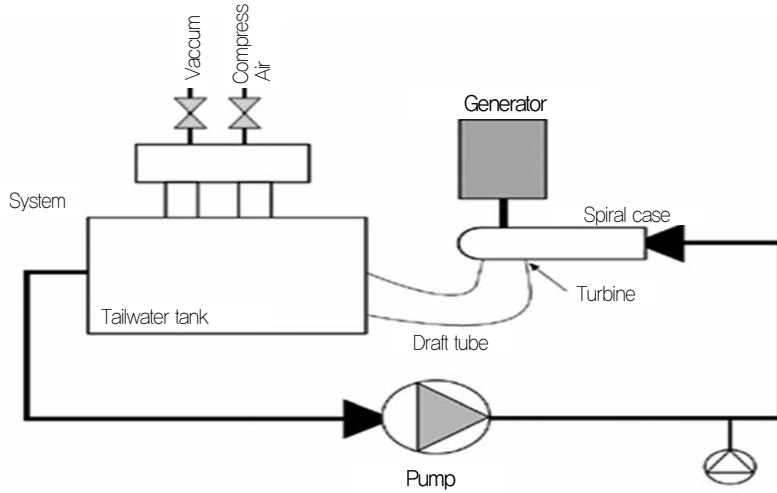 Vaccum
Compress
Air
Generator
System
Spiral case
Turbine
Tailwater tank
Draft tube
Pump